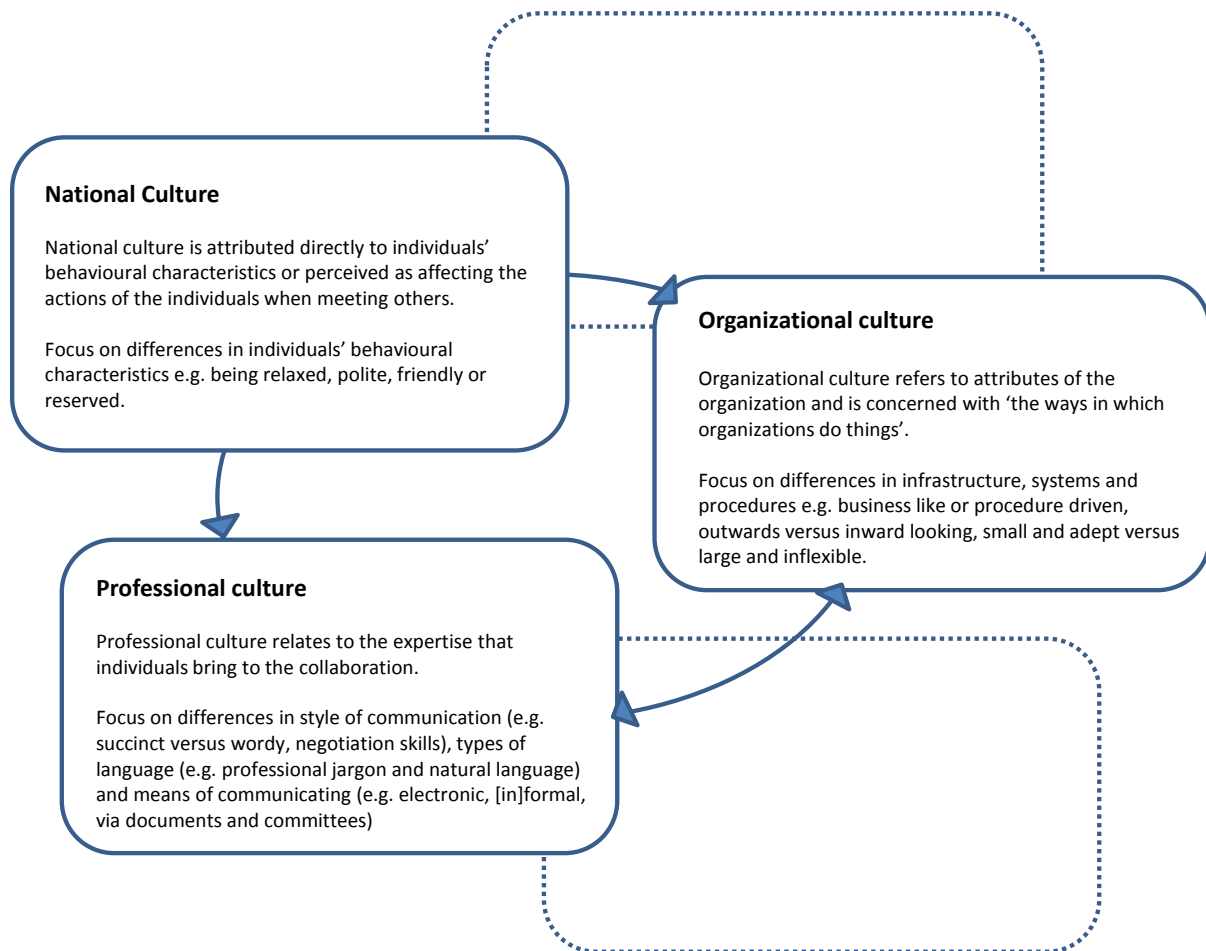 National Culture
National culture is attributed directly to individuals’
behavioural characteristics or perceived as affecting the
actions of the individuals when meeting others.
Focus on differences in individuals’ behavioural
characteristics e.g. being relaxed, polite, friendly or
reserved.
Organizational culture
Organizational culture refers to attributes of the
organization and is concerned with ‘the ways in which
organizations do things’.
Focus on differences in infrastructure, systems and
procedures e.g. business like or procedure driven,
outwards versus inward looking, small and adept versus
large and inflexible.
Professional culture
Professional culture relates to the expertise that
individuals bring to the collaboration.
Focus on differences in style of communication (e.g.
succinct versus wordy, negotiation skills), types of
language (e.g. professional jargon and natural language)
and means of communicating (e.g. electronic, [in]formal,
via documents and committees)